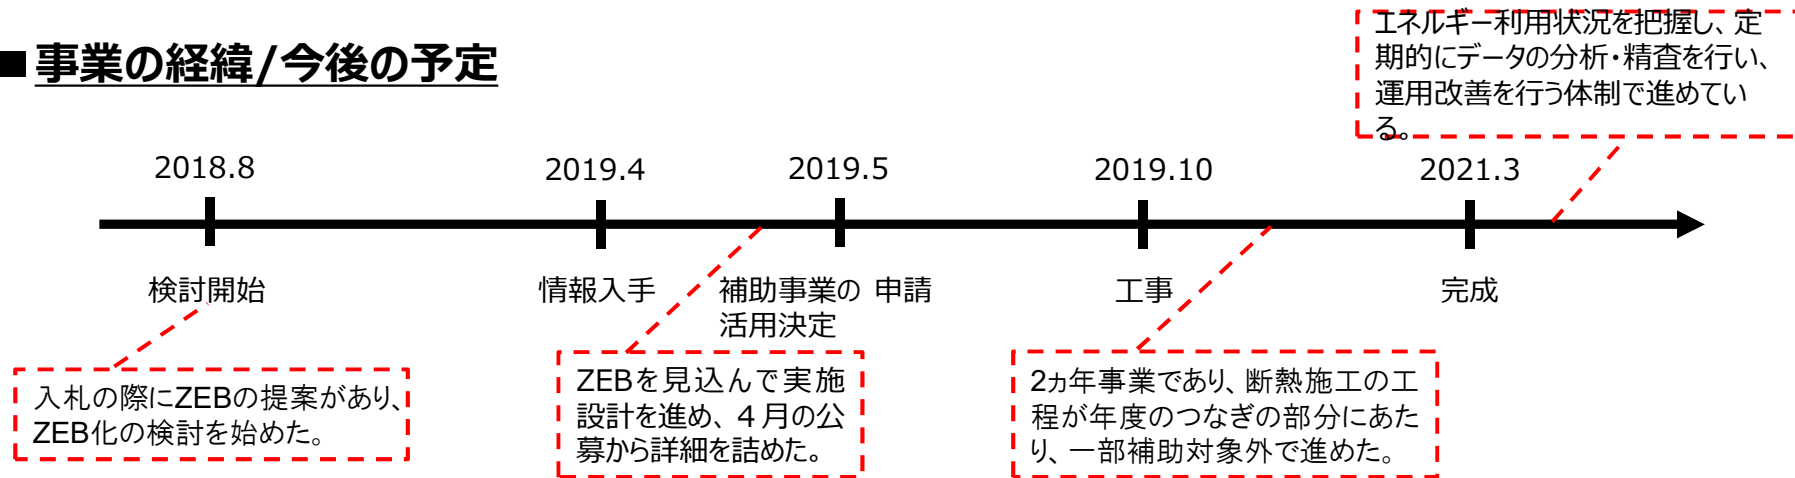 ■事業の経緯/今後の予定
エネルギー利用状況を把握し、定
期的にデータの分析・精査を行い、
運用改善を行う体制で進めてい
る。
2018.8
2019.4
2019.5
2019.10
2021.3
検討開始
情報入手
補助事業の 申請
活用決定
工事
完成
入札の際にZEBの提案があり、
ZEB化の検討を始めた。
ZEBを見込んで実施
設計を進め、４月の公
募から詳細を詰めた。
2ヵ年事業であり、断熱施工の工
程が年度のつなぎの部分にあた
り、一部補助対象外で進めた。